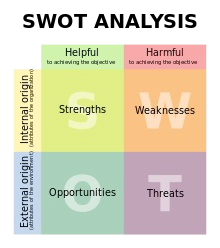 SWOT ANALYSIS
Helpful
to achieving the objective
Harmful
to achieving the objective
Internal origin
(attributes of the organization)
S
Strengths
W
Weaknesses
External origin
(attributes of the environment)
O
Opportunities
T
Threats